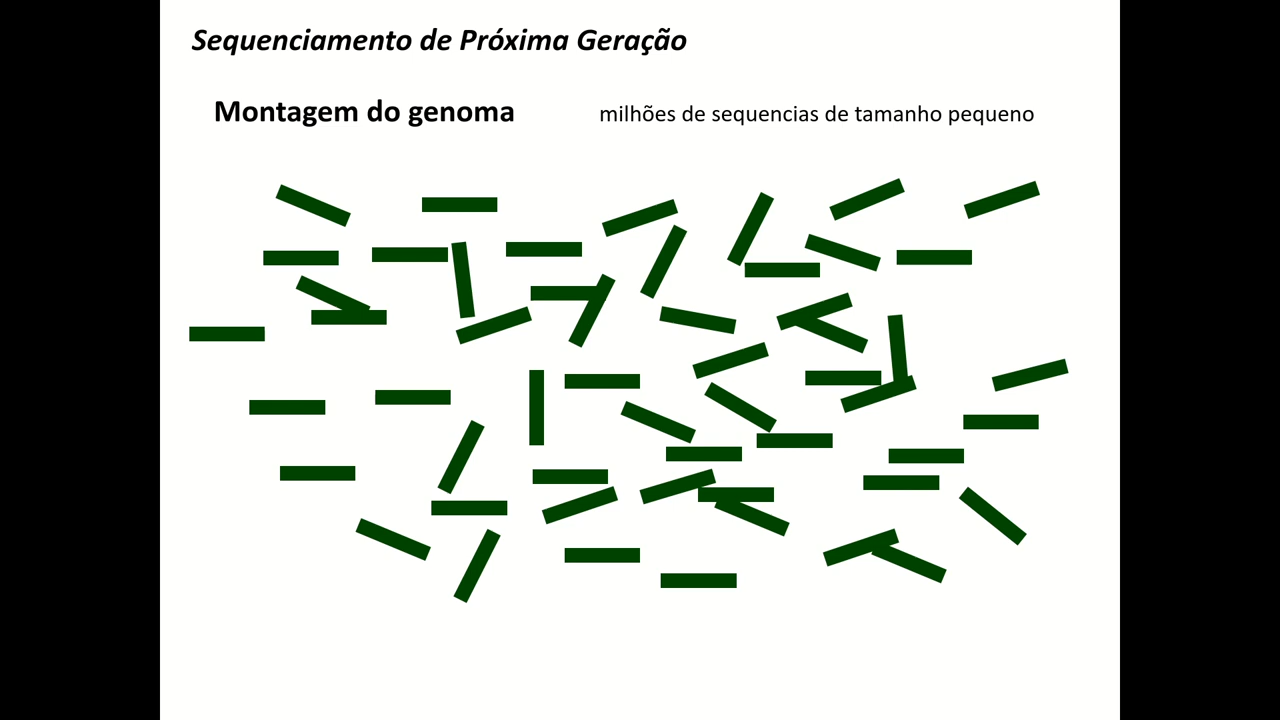 Sequenciamento de Próxima Geração
Montagem do genoma
milhões de sequencias de tamanho pequeno